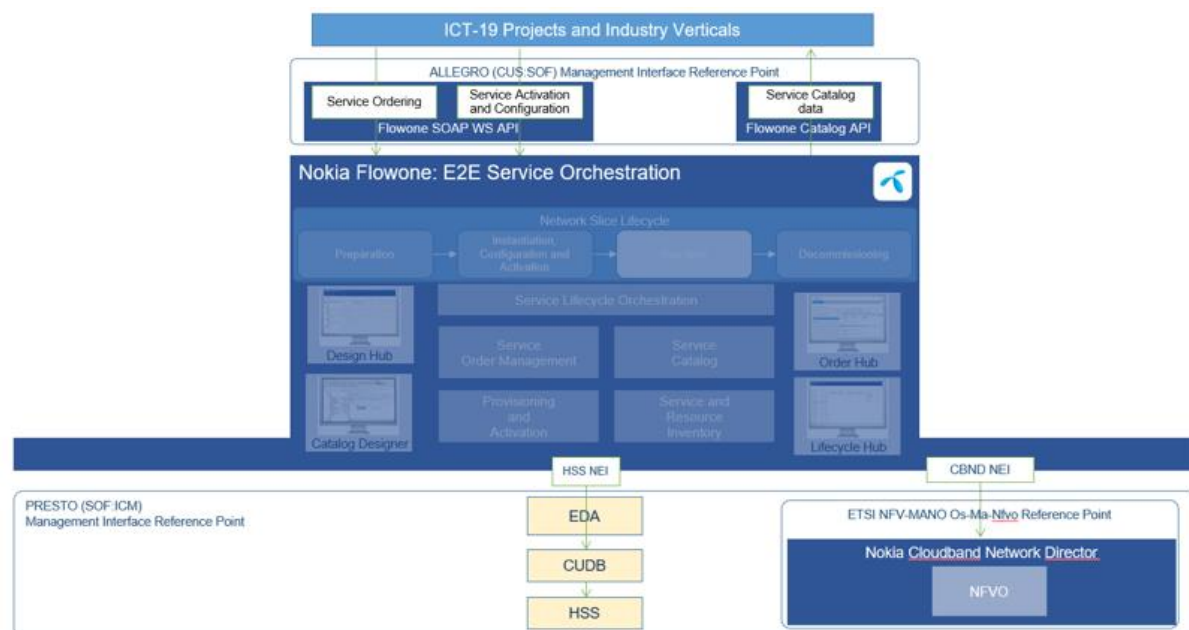 ICT-19 Projects and Industry Verticals
ALLEGRO (CUS:SOF) Management Interface Reference Point
Service Ordering
Service Activation
and Configuration
Flowone SOAP WS API
Service Catalog
data
Flowone Catalog API
Nokia Flowone: E2E Service Orchestration
Network Slice Lifecycle
Preparation
Instantiation,
Configuration and
Activation
Decommissioning
Service Lifecycle Orchestration
Design Hub
Service
Order Management
Service
Catalog
Order Hub
Catalog Designer
Provisioning
and
Activation
Service and
Resource
Inventory
Lifecycle Hub
HSS NEI
CBND NEI
PRESTO (SOF:ICM)
Management Interface Reference Point
EDA
CUDB
HSS
ETSI NFV-MANO Os-Ma-Nfvo Reference Point
Nokia Cloudband Network Director
NFVO